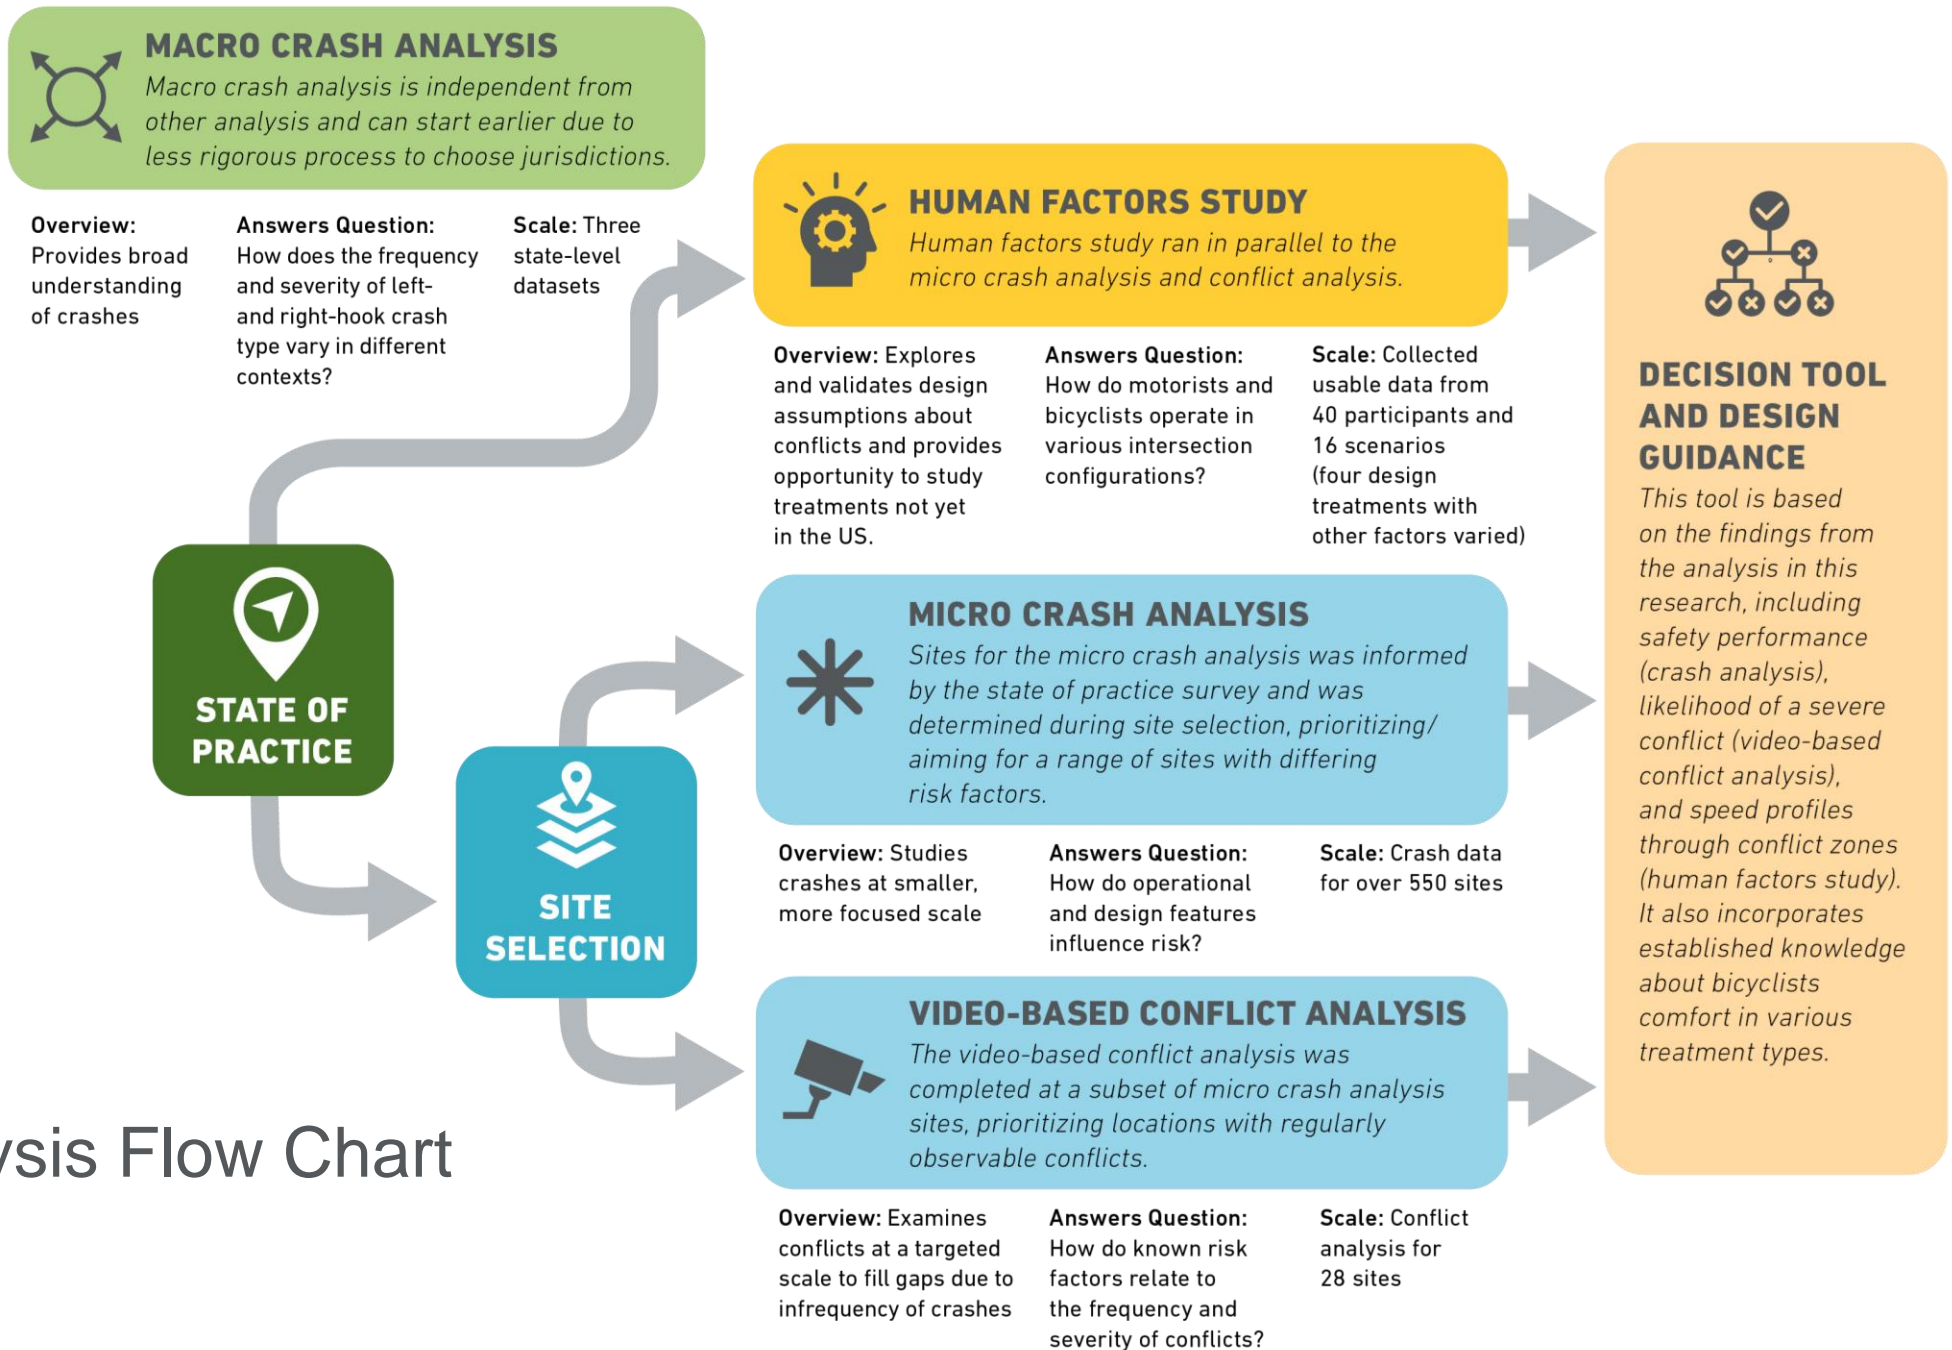 MACRO CRASH ANALYSIS
Macro crash analysis is independent from
other analysis and can start earlier due to
less rigorous process to choose jurisdictions.
Overview:
Provides broad
understanding
of crashes
Answers Question:
How does the frequency
and severity of left-
and right-hook crash
type vary in different
contexts?
Scale: Three
state-level
datasets
STATE OF
PRACTICE
SITE
SELECTION
HUMAN FACTORS STUDY
Human factors study ran in parallel to the
micro crash analysis and conflict analysis.
Overview: Explores
and validates design
assumptions about
conflicts and provides
opportunity to study
treatments not yet
in the US.
Answers Question:
How do motorists and
bicyclists operate in
various intersection
configurations?
Scale: Collected
usable data from
40 participants and
16 scenarios
(four design
treatments with
other factors varied)
MICRO CRASH ANALYSIS
Sites for the micro crash analysis was informed
by the state of practice survey and was
determined during site selection, prioritizing/
aiming for a range of sites with differing
risk factors.
Overview: Studies
crashes at smaller,
more focused scale
Answers Question:
How do operational
and design features
influence risk?
Scale: Crash data
for over 550 sites
VIDEO-BASED CONFLICT ANALYSIS
The video-based conflict analysis was
completed at a subset of micro crash analysis
sites, prioritizing locations with regularly
observable conflicts.
Overview: Examines
conflicts at a targeted
scale to fill gaps due to
infrequency of crashes
Answers Question:
How do known risk
factors relate to
the frequency and
severity of conflicts?
Scale: Conflict
analysis for
28 sites
DECISION TOOL
AND DESIGN
GUIDANCE
This tool is based
on the findings from
the analysis in this
research, including
safety performance
(crash analysis),
likelihood of a severe
conflict (video-based
conflict analysis),
and speed profiles
through conflict zones
(human factors study).
It also incorporates
established knowledge
about bicyclists
comfort in various
treatment types.
ysis Flow Chart